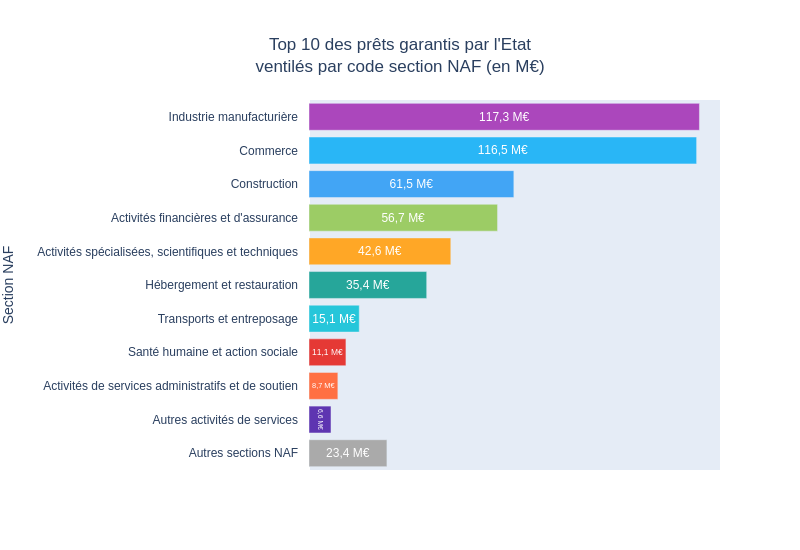 Top 10 des prêts garantis par l'Etat
ventilés par code section NAF (en M€)
Section NAF
Industrie manufacturière 117,3 M€
Commerce 116,5 M€
Construction 61,5 M€
Activités financières et d'assurance 56,7 M€
Activités spécialisées, scientifiques et techniques 42,6 M€
Hébergement et restauration 35,4 M€
Transports et entreposage 15,1 M€
Santé humaine et action sociale 11,1 M€
Activités de services administratifs et de soutien 8,7 M€
Autres activités de services 6,6 M€
Autres sections NAF 23,4 M€